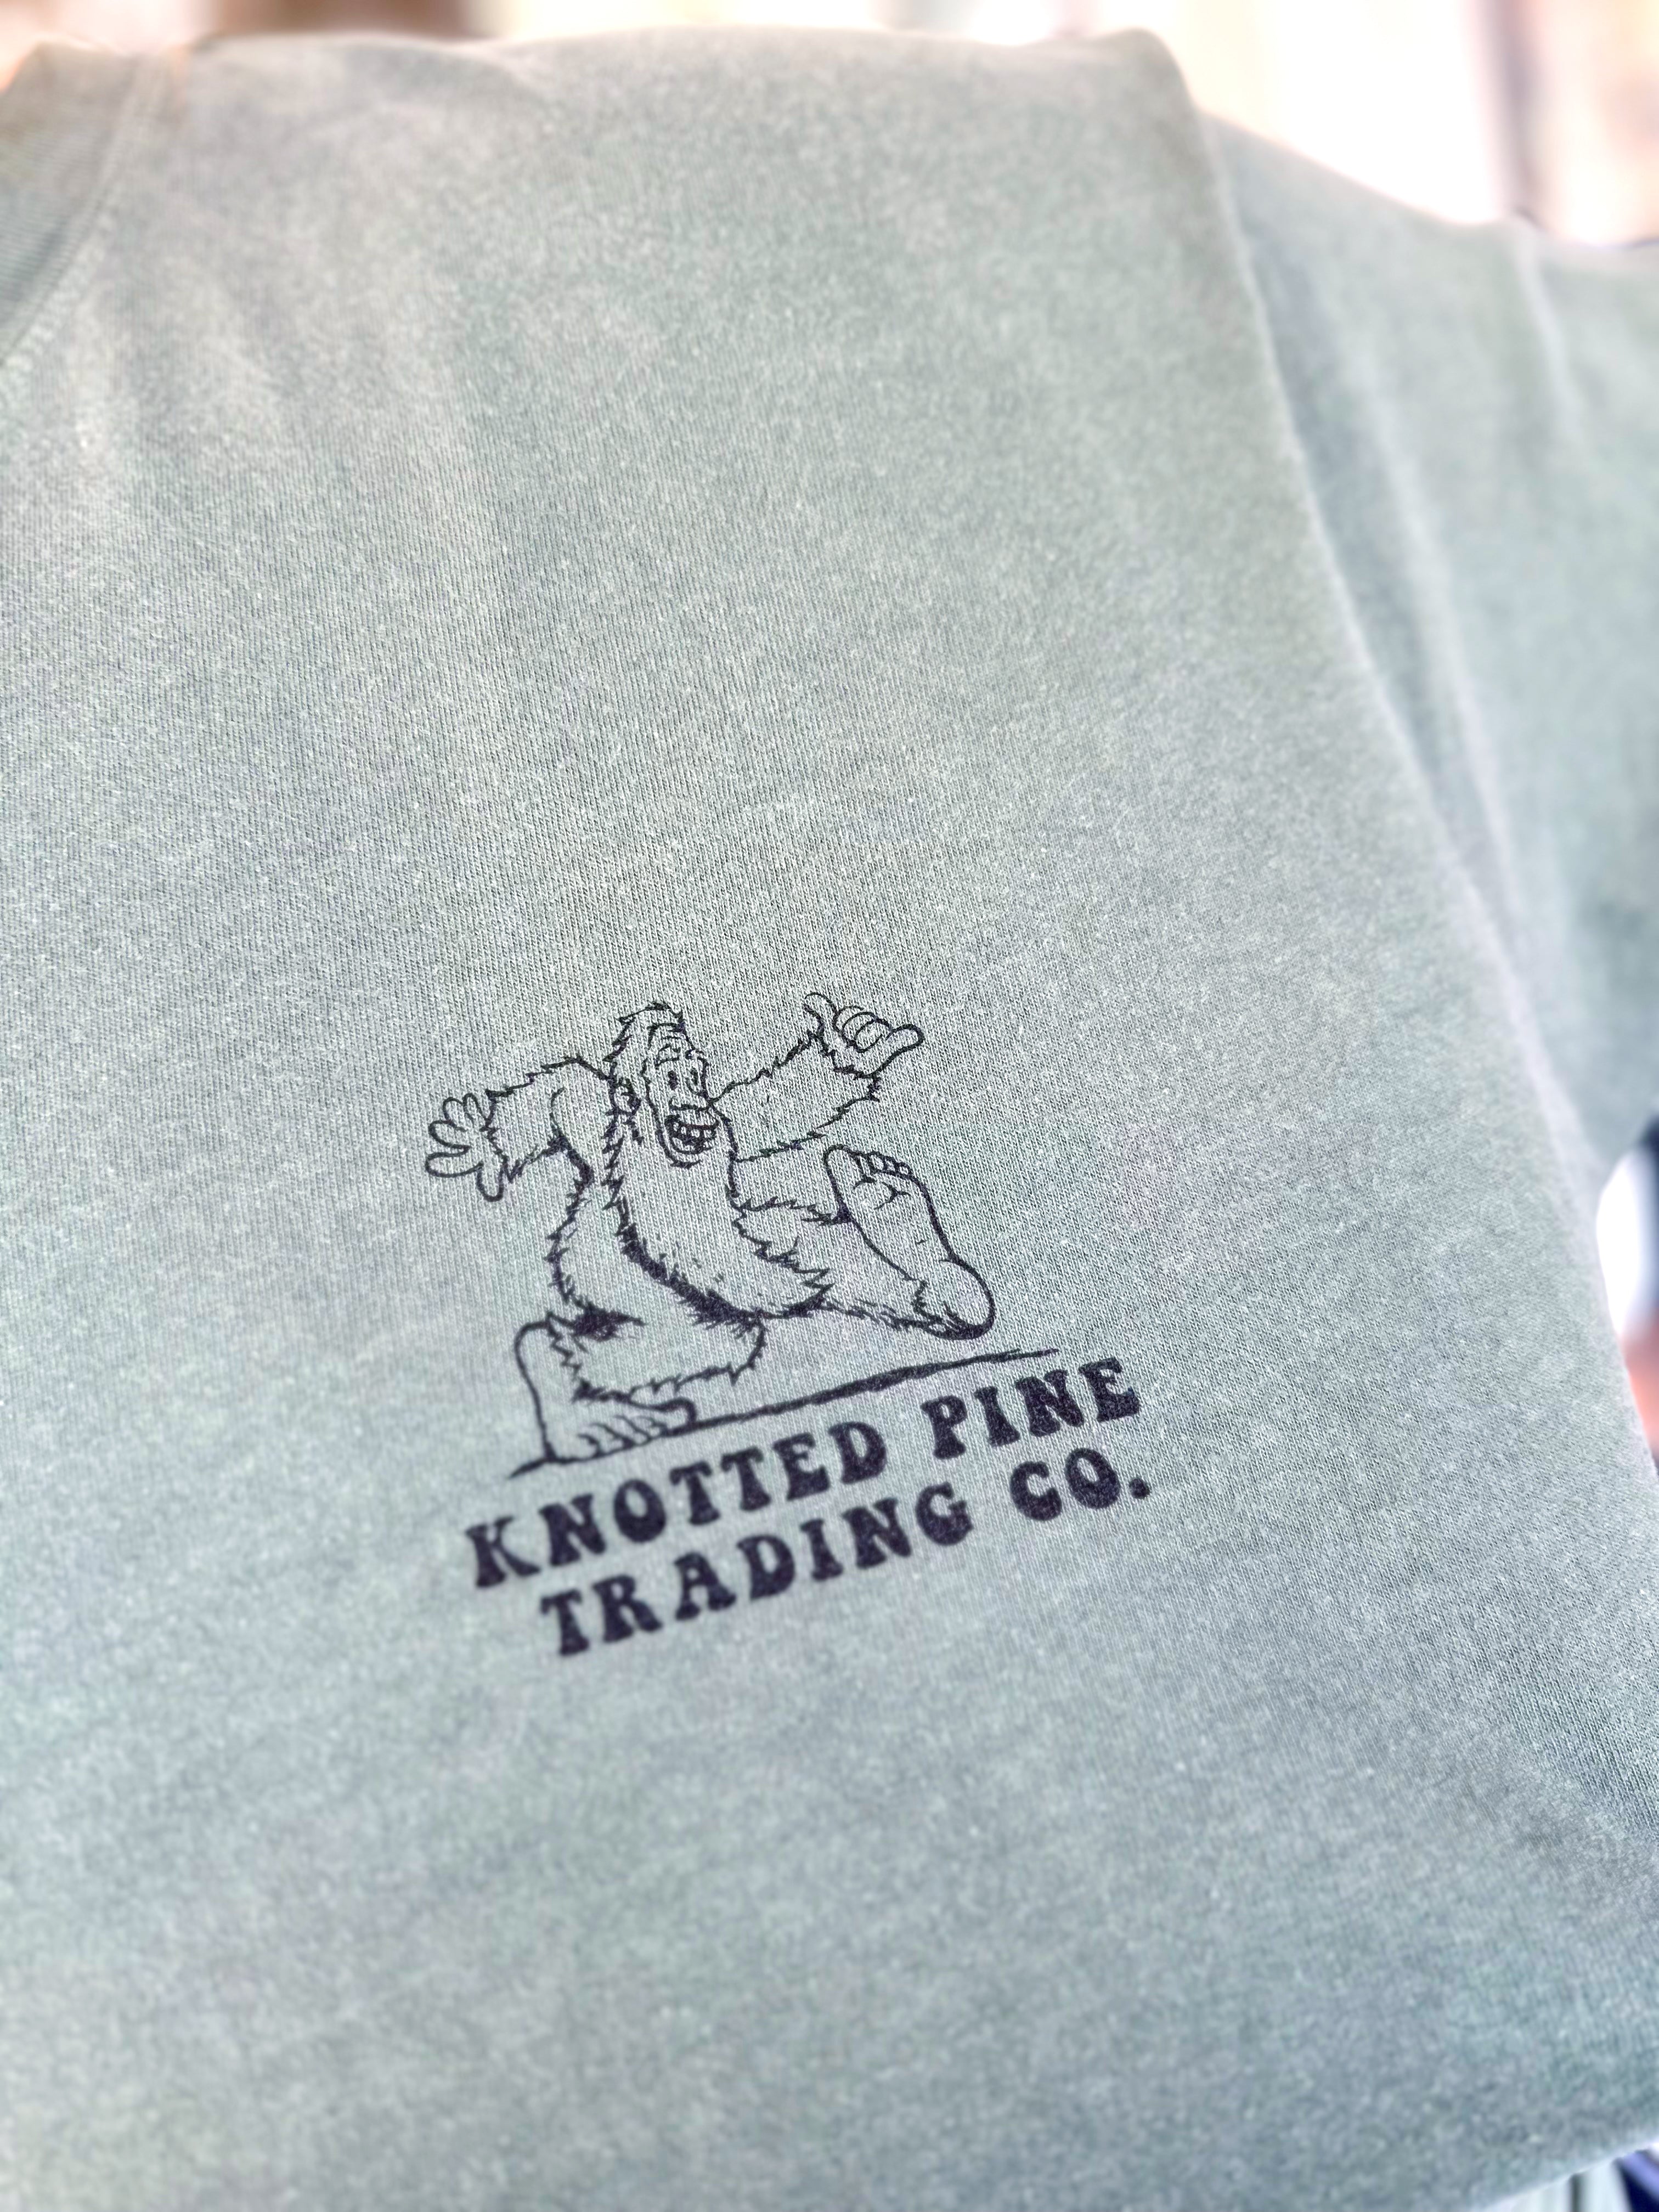 KNOTTED PINE
TRADING CO.